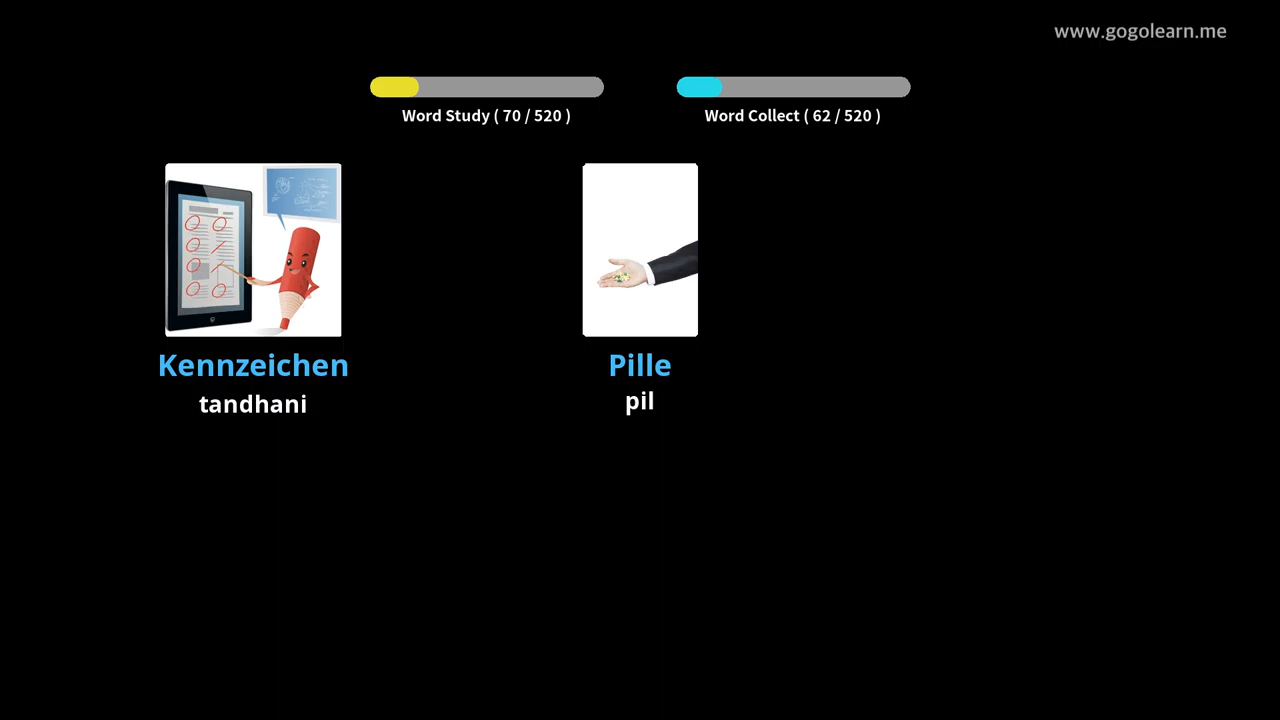 www.gogolearn.me
Word Study ( 70 / 520 )
Word Collect ( 62 / 520 )
Kennzeichen
tandhani
Pille
pil